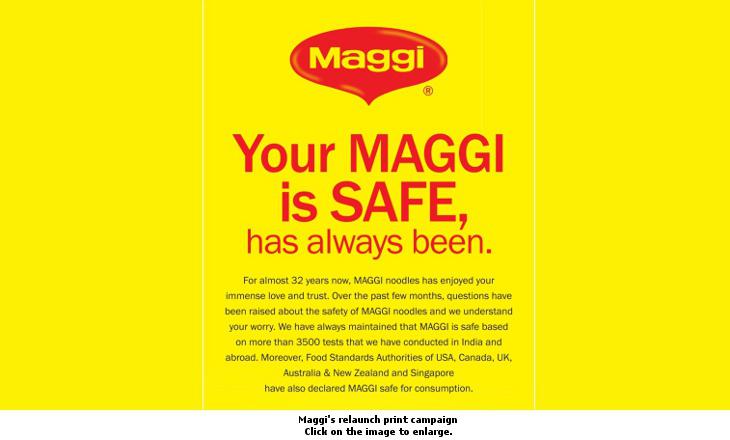 Maggi
®
Your MAGGI
is SAFE,
has always been.
For almost 32 years now, MAGGI noodles has enjoyed your
immense love and trust. Over the past few months, questions have
been raised about the safety of MAGGI noodles and we understand
your worry. We have always maintained that MAGGI is safe based
on more than 3500 tests that we have conducted in India and
abroad. Moreover, Food Standards Authorities of USA, Canada, UK,
Australia & New Zealand and Singapore
have also declared MAGGI safe for consumption.
Maggi's relaunch print campaign
Click on the image to enlarge.